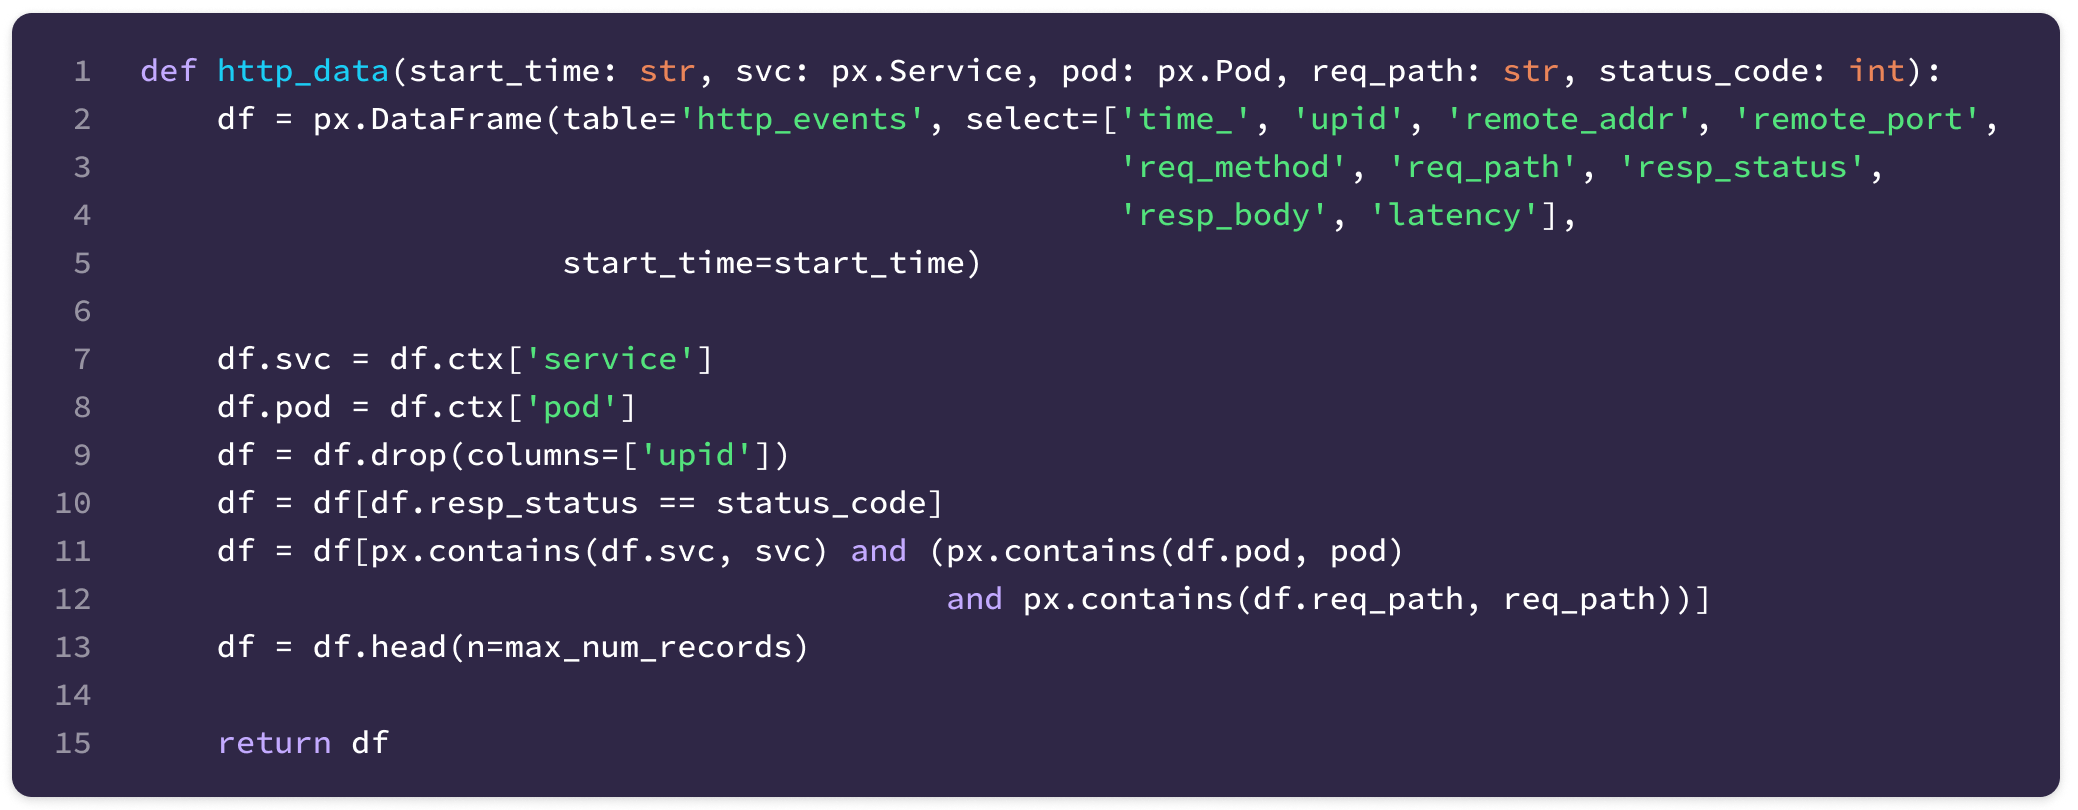 1 def http_data(start_time: str, svc: px.Service, pod: px.Pod, req_path: str, status_code: int):
2     df = px.DataFrame(table='http_events', select=['time_', 'upid', 'remote_addr', 'remote_port',
3                                                    'req_method', 'req_path', 'resp_status',
4                                                    'resp_body', 'latency'],
5                       start_time=start_time)
6
7     df.svc = df.ctx['service']
8     df.pod = df.ctx['pod']
9     df = df.drop(columns=['upid'])
10     df = df[df.resp_status == status_code]
11     df = df[px.contains(df.svc, svc) and (px.contains(df.pod, pod)
12                                           and px.contains(df.req_path, req_path))]
13     df = df.head(n=max_num_records)
14
15     return df